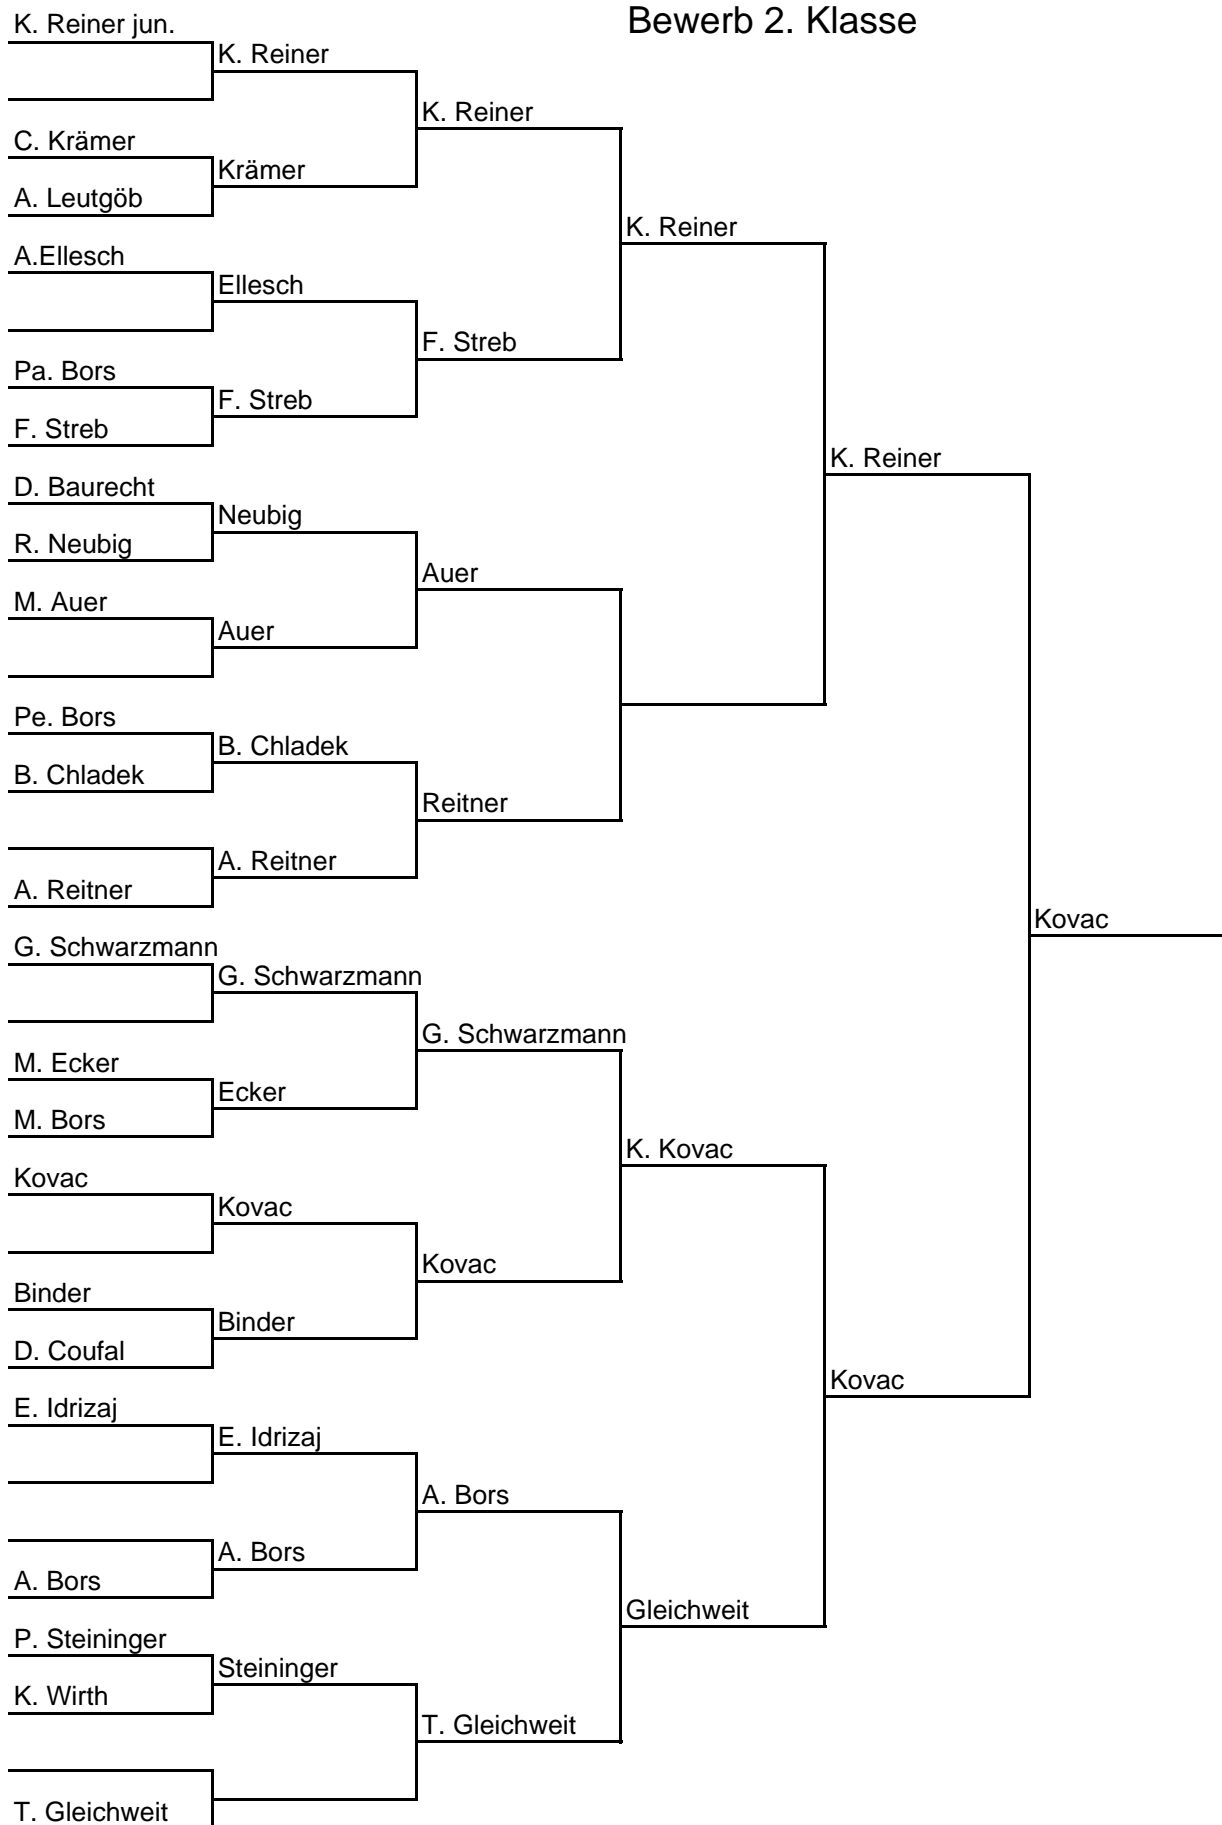 Bewerb 2. Klasse
K. Reiner jun.
K. Reiner
K. Reiner
C. Krämer
Krämer
A. Leutgöb
K. Reiner
A.Ellesch
Ellesch
F. Streb
Pa. Bors
F. Streb
F. Streb
K. Reiner
D. Baurecht
Neubig
R. Neubig
Auer
M. Auer
Auer
Pe. Bors
B. Chladek
B. Chladek
Reitner
A. Reitner
A. Reitner
Kovac
G. Schwarzmann
G. Schwarzmann
G. Schwarzmann
M. Ecker
Ecker
M. Bors
K. Kovac
Kovac
Kovac
Kovac
Binder
Binder
D. Coufal
Kovac
E. Idrizaj
E. Idrizaj
A. Bors
A. Bors
A. Bors
Gleichweit
P. Steininger
Steininger
K. Wirth
T. Gleichweit
T. Gleichweit